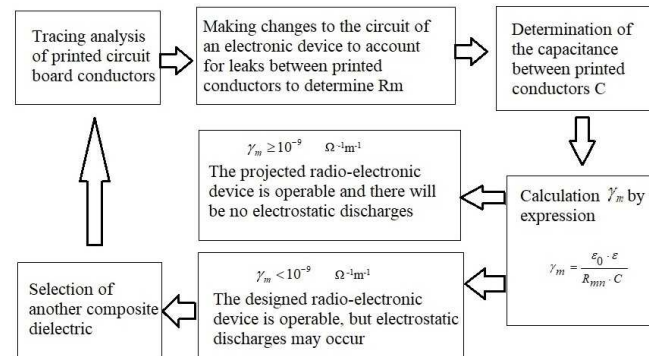 Tracing analysis
of printed circuit
board conductors
Making changes to the circuit of
an electronic device to account
for leaks between printed
conductors to determine Rm
Determination of
the capacitance
between printed
conductors C
γₘ ≥10⁻⁹ Ω⁻¹m⁻¹
The projected radio-electronic
device is operable and there will
be no electrostatic discharges
Calculation γₘ by
expression
γₘ = (ε₀ · ε) / (Rₘₙ · C)
γₘ <10⁻⁹ Ω⁻¹m⁻¹
The designed radio-electronic
device is operable, but electrostatic
discharges may occur
Selection of
another composite
dielectric